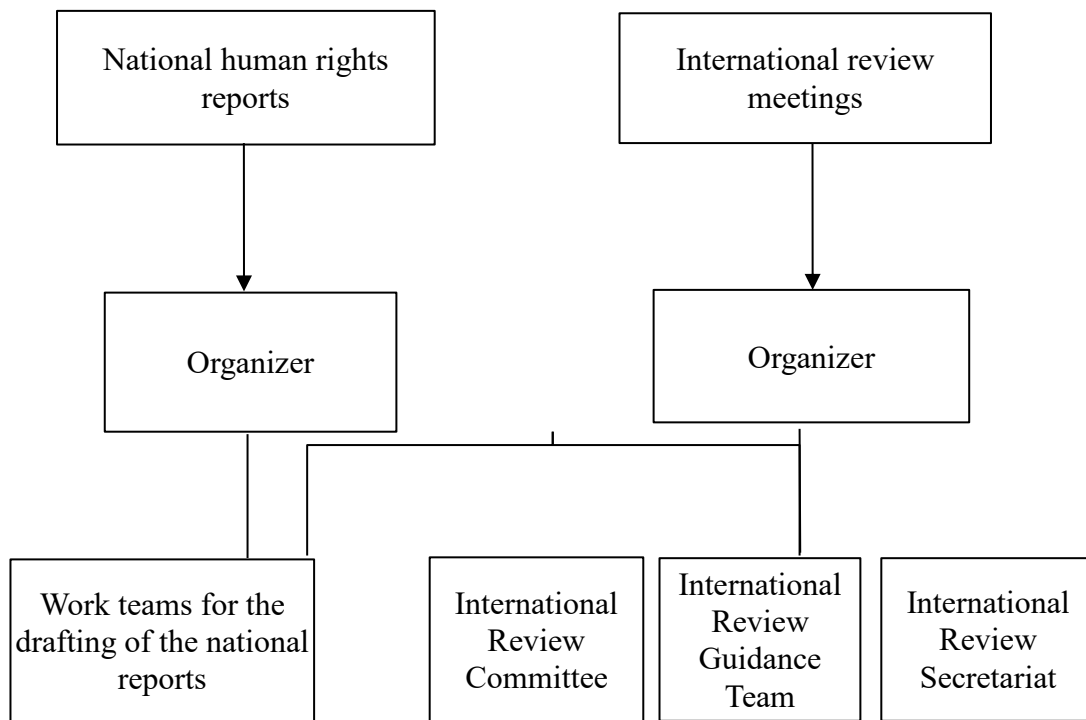 National human rights
reports
International review
meetings
Organizer
Organizer
Work teams for the
drafting of the national
reports
International
Review
Committee
International
Review
Guidance
Team
International
Review
Secretariat